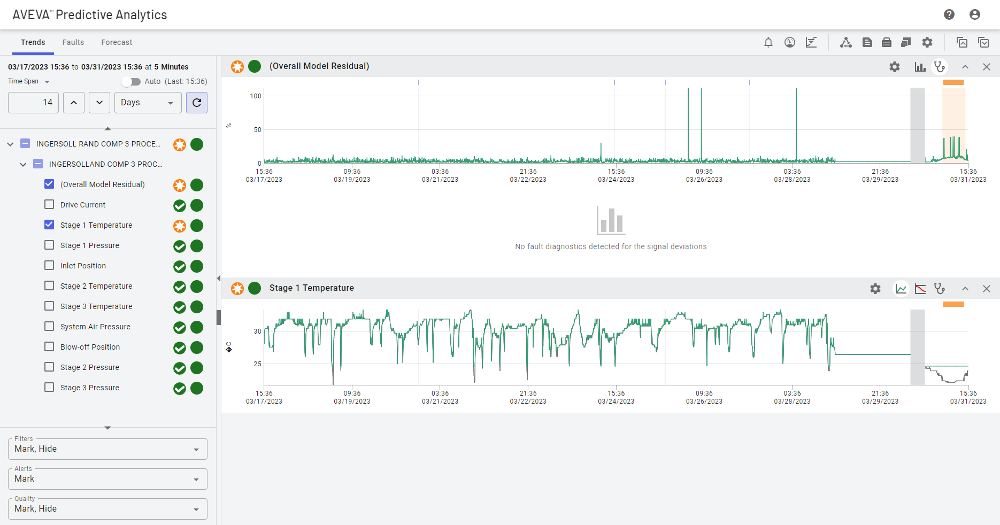 AVEVA™ Predictive Analytics
Trends
Faults
Forecast
03/17/2023 15:36 to 03/31/2023 15:36 at 5 Minutes
Time Span
Auto (Last: 15:36)
14
Days
INGERSOLL RAND COMP 3 PROCE...
INGERSOLLAND COMP 3 PROC...
(Overall Model Residual)
Drive Current
Stage 1 Temperature
Stage 1 Pressure
Inlet Position
Stage 2 Temperature
Stage 3 Temperature
System Air Pressure
Blow-off Position
Stage 2 Pressure
Stage 3 Pressure
Filters
Mark, Hide
Alerts
Mark
Quality
Mark, Hide
(Overall Model Residual)
100
50
0
%
15:36 09:36 03:36 21:36 15:36 09:36 03:36 21:36 15:36
03/17/2023 03/19/2023 03/21/2023 03/22/2023 03/24/2023 03/26/2023 03/28/2023 03/29/2023 03/31/2023
No fault diagnostics detected for the signal deviations
Stage 1 Temperature
30
25
�C
15:36 09:36 03:36 21:36 15:36 09:36 03:36 21:36 15:36
03/17/2023 03/19/2023 03/21/2023 03/22/2023 03/24/2023 03/26/2023 03/28/2023 03/29/2023 03/31/2023